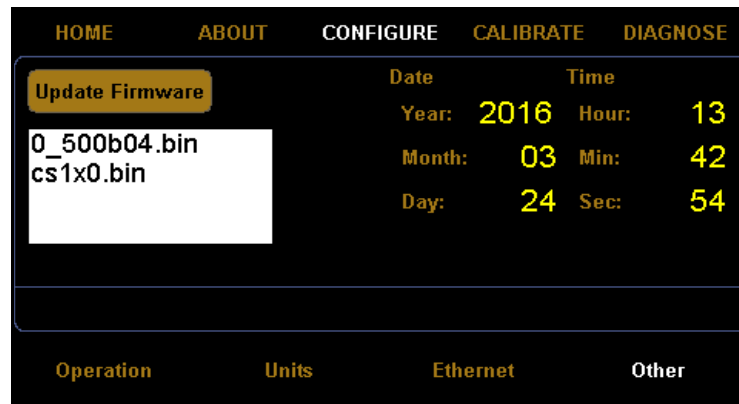 HOME ABOUT CONFIGURE CALIBRATE DIAGNOSE
Update Firmware
0_500b04.bin
cs1x0.bin
Date Time
Year: 2016 Hour: 13
Month: 03 Min: 42
Day: 24 Sec: 54
Operation Units Ethernet Other